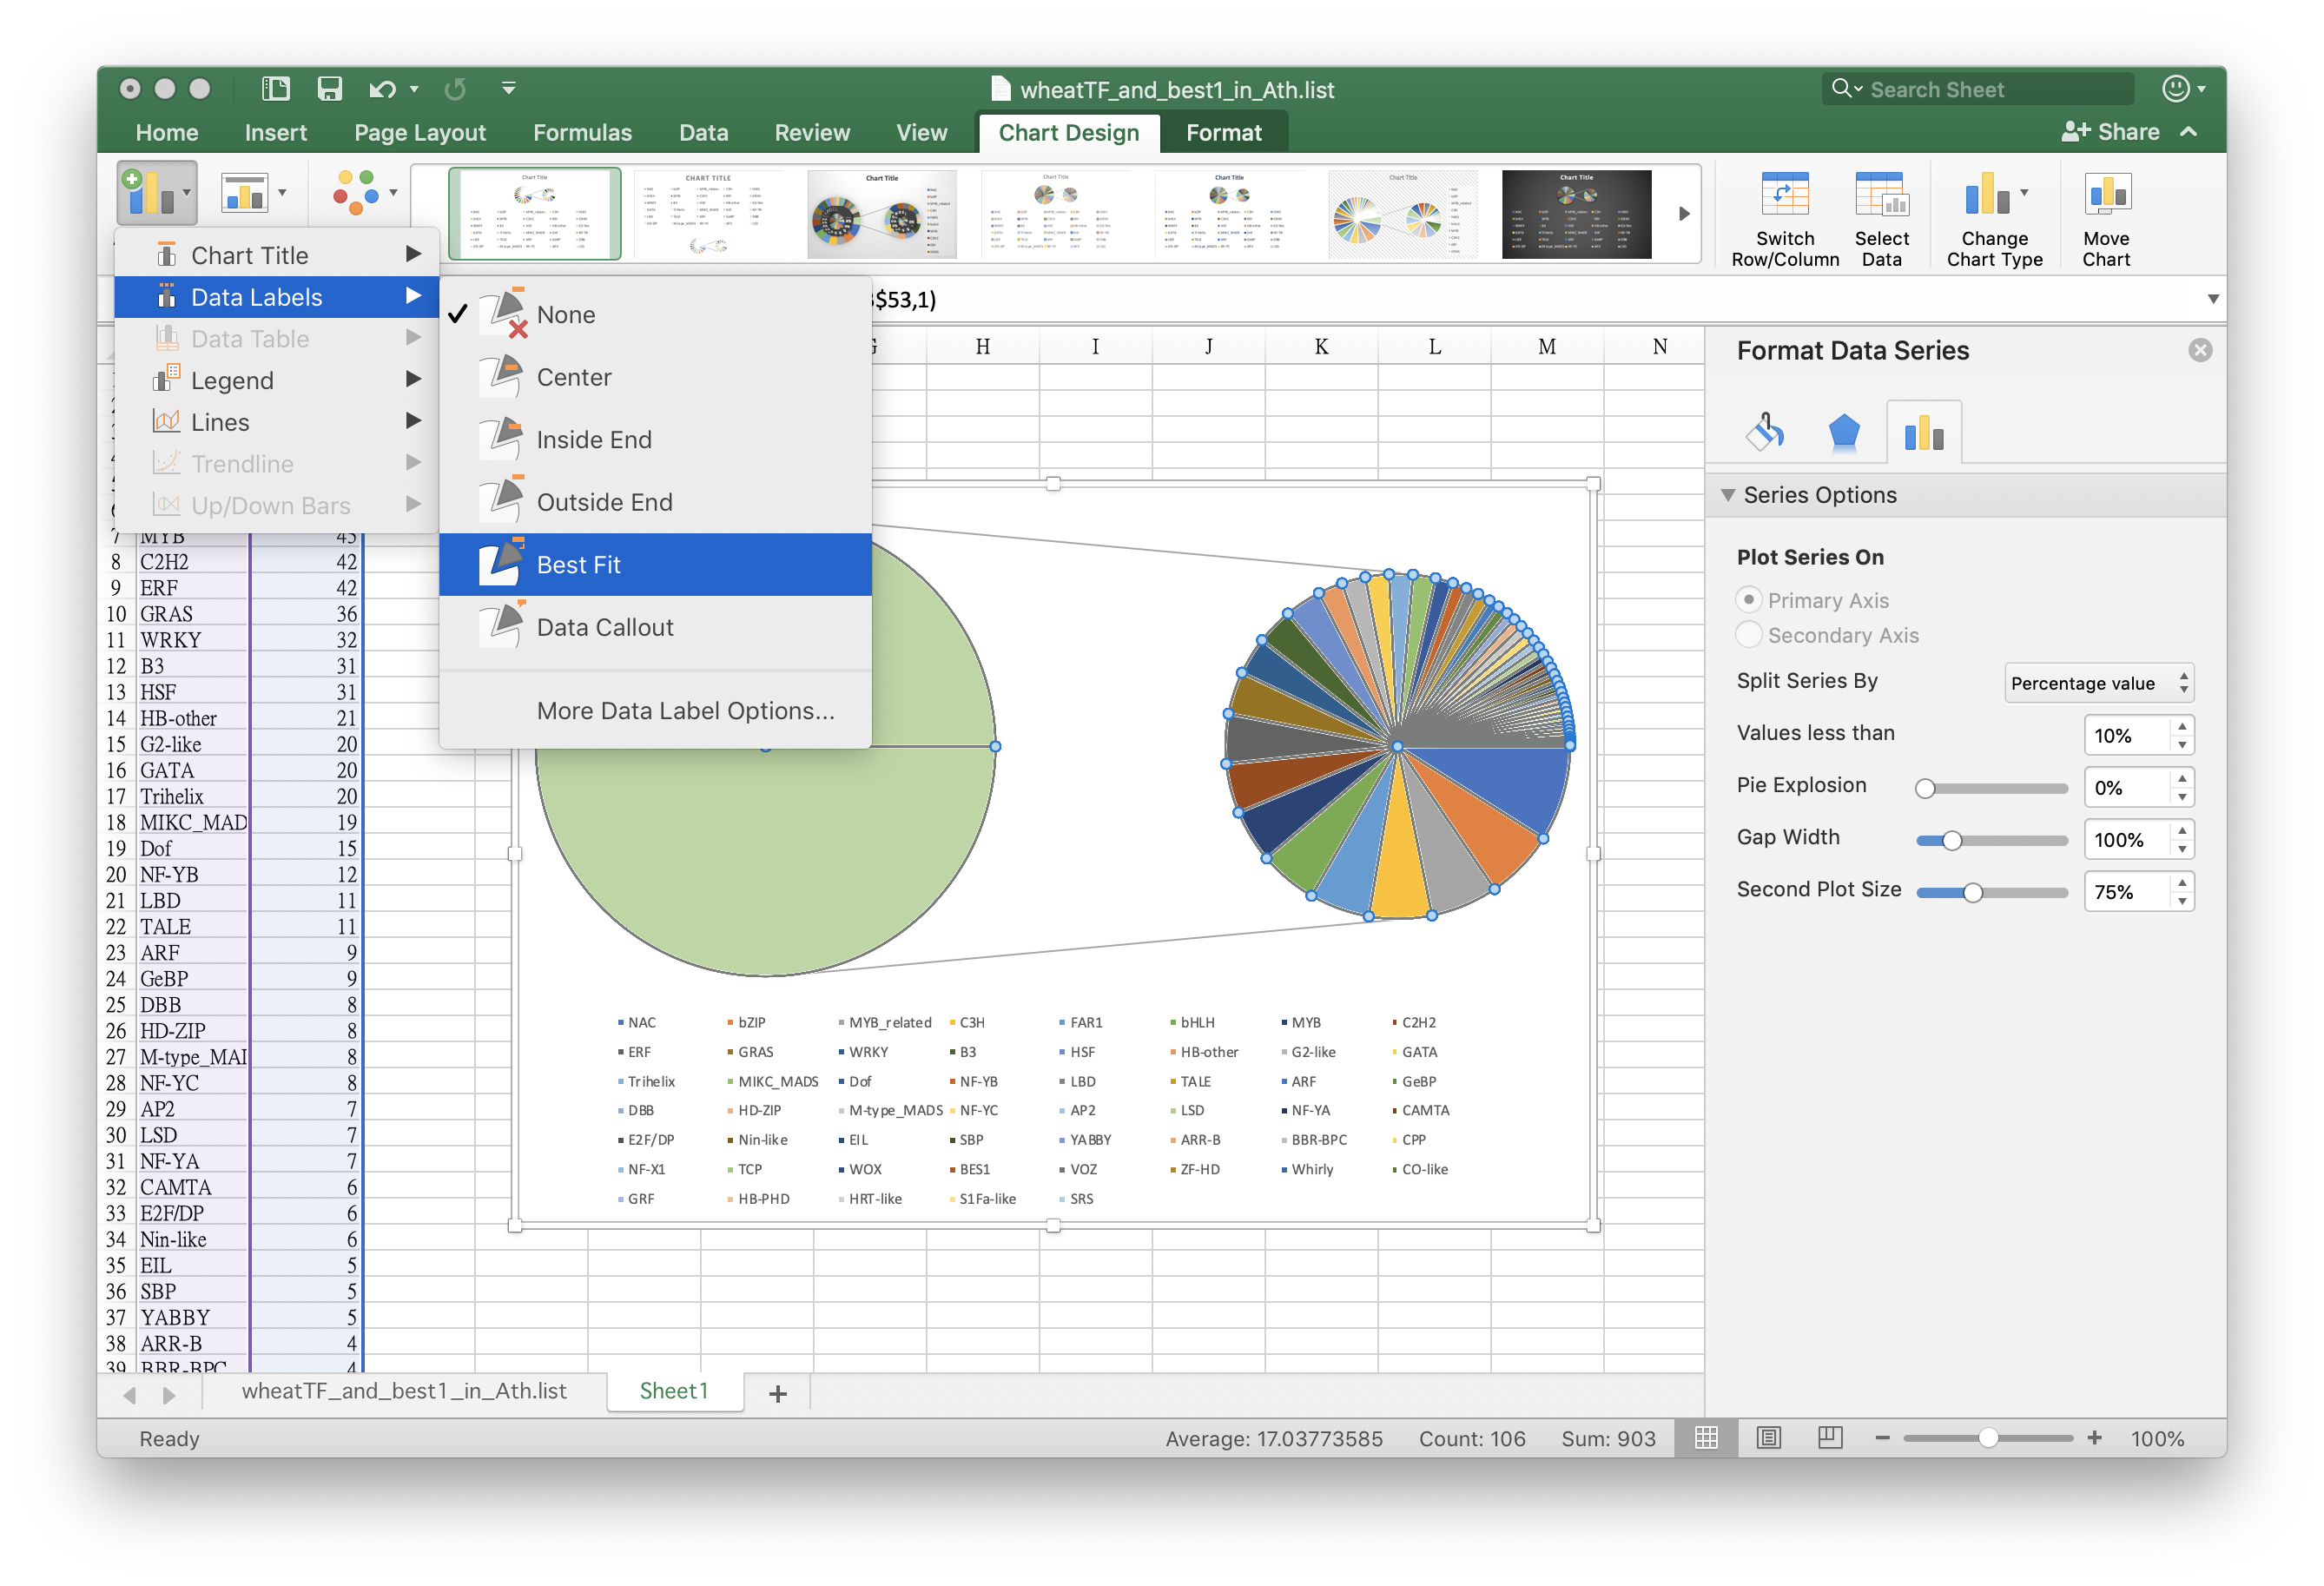 wheatTF_and_best1_in_Ath.list
Search Sheet
Home Insert Page Layout Formulas Data Review View Chart Design Format
Share
Chart Title
CHART TITLE
Chart Title
Chart Title
Chart Title
Chart Title
Chart Title
Switch Row/Column
Select Data
Change Chart Type
Move Chart
Chart Title
Data Labels
Data Table
Legend
Lines
Trendline
Up/Down Bars
None
Center
Inside End
Outside End
Best Fit
Data Callout
More Data Label Options...
$53,1)
H I J K L M N
7 MYB 43
8 C2H2 42
9 ERF 42
10 GRAS 36
11 WRKY 32
12 B3 31
13 HSF 31
14 HB-other 21
15 G2-like 20
16 GATA 20
17 Trihelix 20
18 MIKC_MAD 19
19 Dof 15
20 NF-YB 12
21 LBD 11
22 TALE 11
23 ARF 9
24 GeBP 9
25 DBB 8
26 HD-ZIP 8
27 M-type_MAI 8
28 NF-YC 8
29 AP2 7
30 LSD 7
31 NF-YA 7
32 CAMTA 6
33 E2F/DP 6
34 Nin-like 6
35 EIL 5
36 SBP 5
37 YABBY 5
38 ARR-B 4
39 BBR-BPC 4
NAC bZIP MYB_related C3H FAR1 bHLH MYB C2H2
ERF GRAS WRKY B3 HSF HB-other G2-like GATA
Trihelix MIKC_MADS Dof NF-YB LBD TALE ARF GeBP
DBB HD-ZIP M-type_MADS NF-YC AP2 LSD NF-YA CAMTA
E2F/DP Nin-like EIL SBP YABBY ARR-B BBR-BPC CPP
NF-X1 TCP WOX BES1 VOZ ZF-HD Whirly CO-like
GRF HB-PHD HRT-like S1Fa-like SRS
Format Data Series
Series Options
Plot Series On
Primary Axis
Secondary Axis
Split Series By Percentage value
Values less than 10%
Pie Explosion 0%
Gap Width 100%
Second Plot Size 75%
wheatTF_and_best1_in_Ath.list Sheet1 +
Ready Average: 17.03773585 Count: 106 Sum: 903 100%